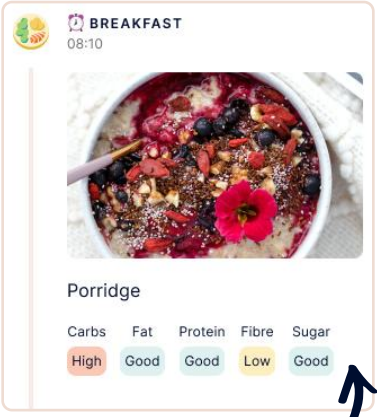 BREAKFAST
08:10
Porridge
Carbs Fat Protein Fibre Sugar
High Good Good Low Good